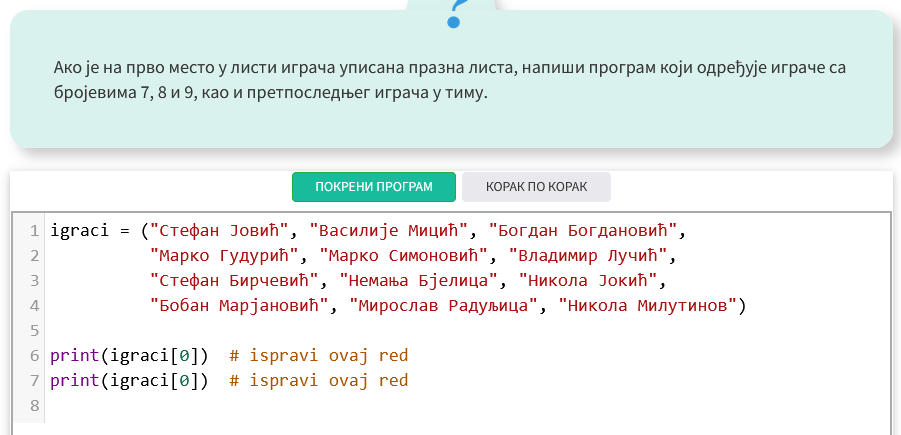 ?
Ако је на прво место у листи играча уписана празна листа, напиши програм који одређује играче са
бројевима 7, 8 и 9, као и претпоследњег играча у тиму.
ПОКРЕНИ ПРОГРАМ КОРАК ПО КОРАК
1 igraci = ("Стефан Јовић", "Василије Мицић", "Богдан Богдановић",
2 "Марко Гудурић", "Марко Симоновић", "Владимир Лучић",
3 "Стефан Бирчевић", "Немања Бјелица", "Никола Јокић",
4 "Бобан Марјановић", "Мирослав Радуљица", "Никола Милутинов")
5
6 print(igraci[0])  # ispravi ovaj red
7 print(igraci[0])  # ispravi ovaj red
8